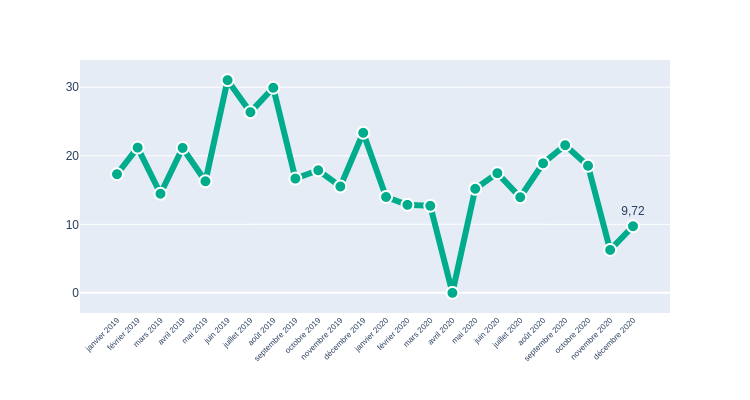 30
20
10
0
9,72
janvier 2019
février 2019
mars 2019
avril 2019
mai 2019
juin 2019
juillet 2019
août 2019
septembre 2019
octobre 2019
novembre 2019
décembre 2019
janvier 2020
février 2020
mars 2020
avril 2020
mai 2020
juin 2020
juillet 2020
août 2020
septembre 2020
octobre 2020
novembre 2020
décembre 2020